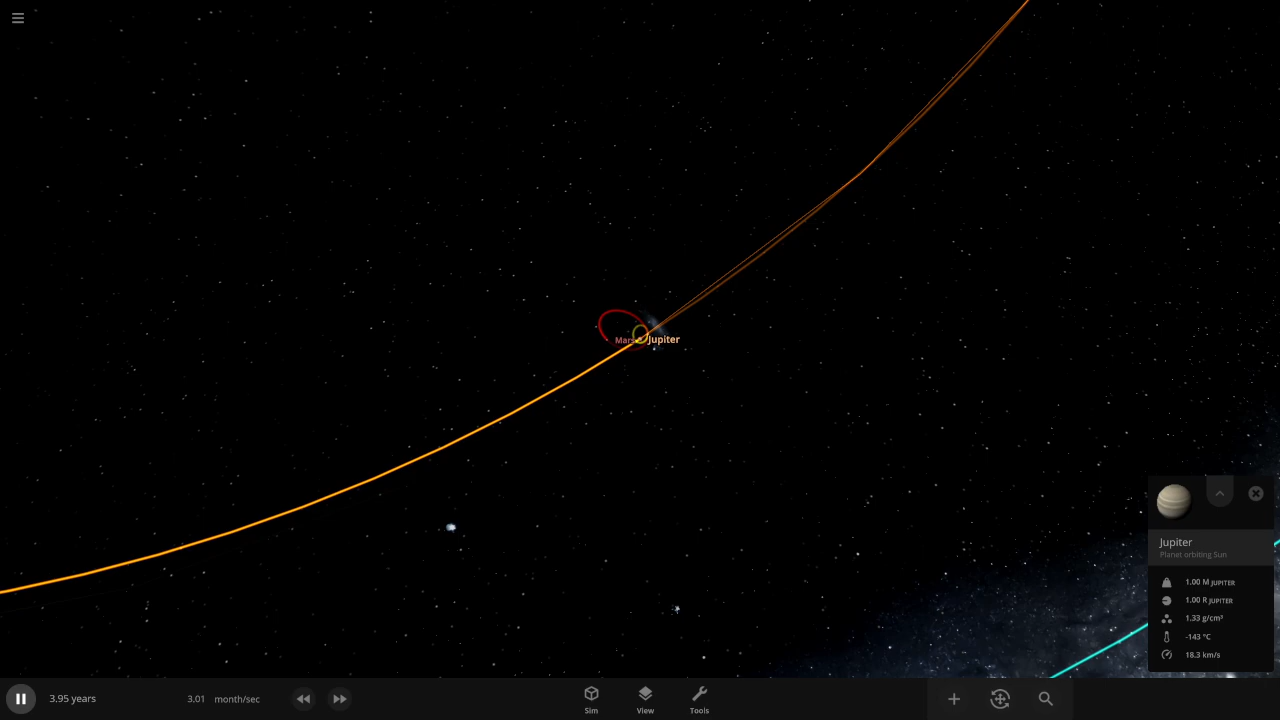 Mars
Jupiter
Jupiter
Planet orbiting Sun
1.00 M JUPITER
1.00 R JUPITER
1.33 g/cm³
-143 °C
18.3 km/s
3.95 years
3.01 month/sec
Sim
View
Tools